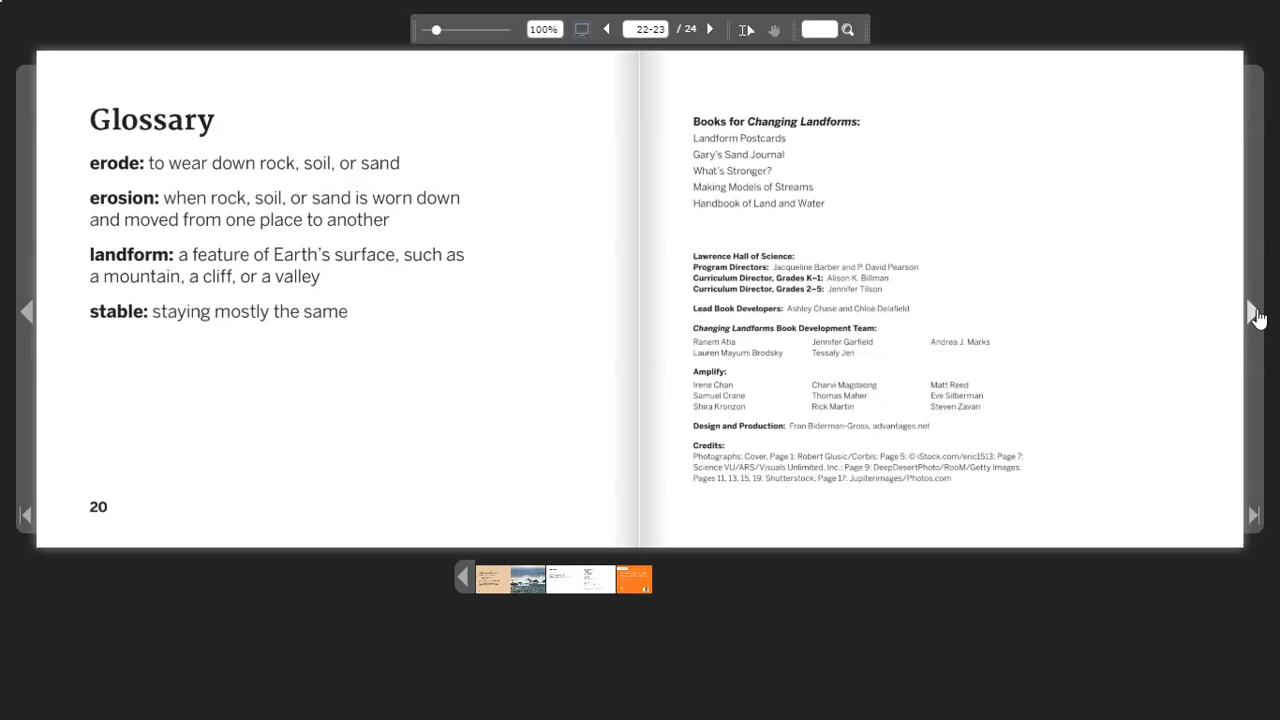 100%
22-23
/ 24
Glossary
erode: to wear down rock, soil, or sand
erosion: when rock, soil, or sand is worn down
and moved from one place to another
landform: a feature of Earth's surface, such as
a mountain, a cliff, or a valley
stable: staying mostly the same
20
Books for Changing Landforms:
Landform Postcards
Gary's Sand Journal
What's Stronger?
Making Models of Streams
Handbook of Land and Water
Lawrence Hall of Science:
Program Directors: Jacqueline Barber and P. David Pearson
Curriculum Director, Grades K–1: Alison K. Billman
Curriculum Director, Grades 2–5: Jennifer Tilson
Lead Book Developers: Ashley Chase and Chloë Delafield
Changing Landforms Book Development Team:
Ranem Atia Jennifer Garfield Andrea J. Marks
Lauren Mayumi Brodsky Tessaly Jen
Amplify:
Irene Chan Charvi Magdaong Matt Reed
Samuel Crane Thomas Maher Eve Silberman
Shira Kronzon Rick Martin Steven Zavari
Design and Production: Fran Biderman-Gross, advantages.net
Credits:
Photographs: Cover, Page 1: Robert Glusic/Corbis; Page 5: © iStock.com/eric1513; Page 7:
Science VU/ARS/Visuals Unlimited, Inc.; Page 9: DeepDesertPhoto/RooM/Getty Images;
Pages 11, 13, 15, 19: Shutterstock; Page 17: Jupiterimages/Photos.com